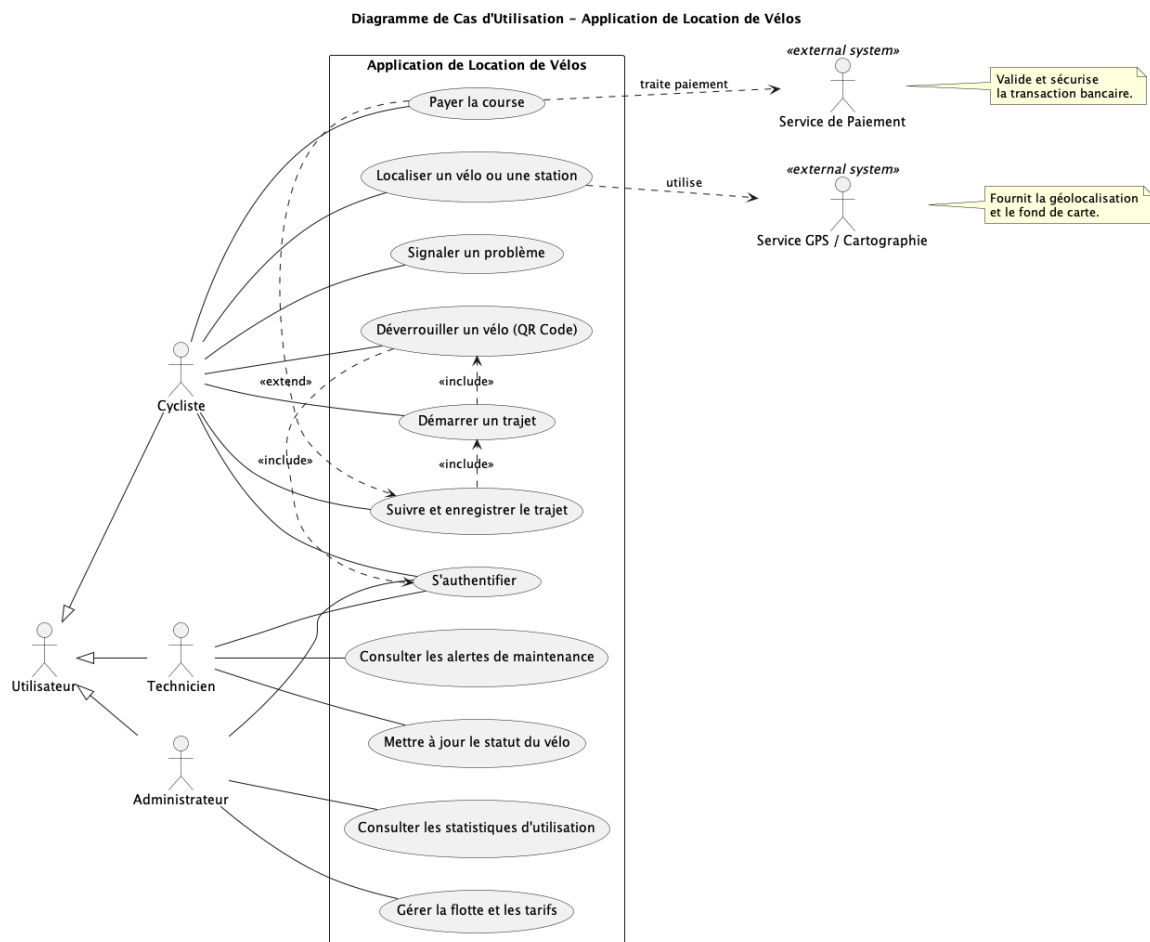 Diagramme de Cas d'Utilisation - Application de Location de Vélos
Application de Location de Vélos
«external system»
Service de Paiement
Valide et sécurise
la transaction bancaire.
traite paiement
Payer la course
«external system»
Service GPS / Cartographie
Fournit la géolocalisation
et le fond de carte.
utilise
Localiser un vélo ou une station
Signaler un problème
Déverrouiller un vélo (QR Code)
«extend»
«include»
Cycliste
Démarrer un trajet
«include»
«include»
Suivre et enregistrer le trajet
S'authentifier
Utilisateur
Technicien
Consulter les alertes de maintenance
Mettre à jour le statut du vélo
Administrateur
Consulter les statistiques d'utilisation
Gérer la flotte et les tarifs